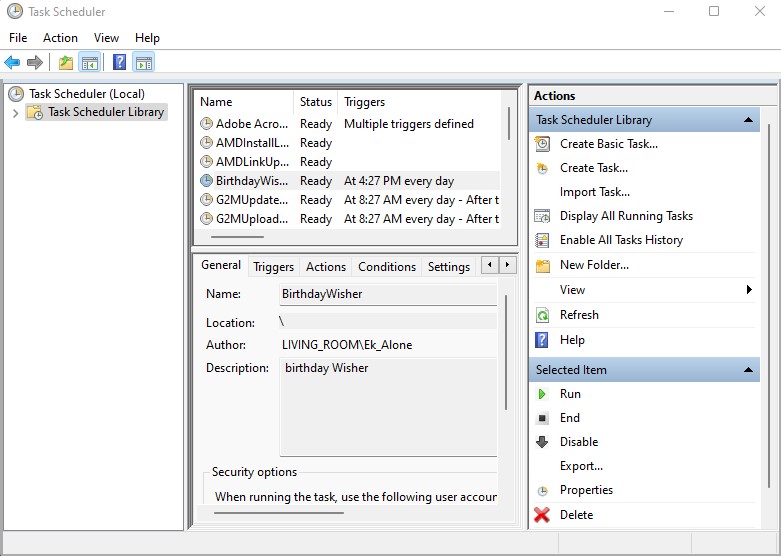 Task Scheduler
File Action View Help
Task Scheduler (Local)
Task Scheduler Library
Name Status Triggers
Adobe Acro... Ready Multiple triggers defined
AMDInstallL... Ready
AMDLinkUp... Ready
BirthdayWis... Ready At 4:27 PM every day
G2MUpdate... Ready At 8:27 AM every day - After t
G2MUpload... Ready At 8:27 AM every day - After t
General Triggers Actions Conditions Settings
Name: BirthdayWisher
Location: \
Author: LIVING_ROOM\Ek_Alone
Description: birthday Wisher
Security options
When running the task, use the following user accoun
Actions
Task Scheduler Library
Create Basic Task...
Create Task...
Import Task...
Display All Running Tasks
Enable All Tasks History
New Folder...
View
Refresh
Help
Selected Item
Run
End
Disable
Export...
Properties
Delete